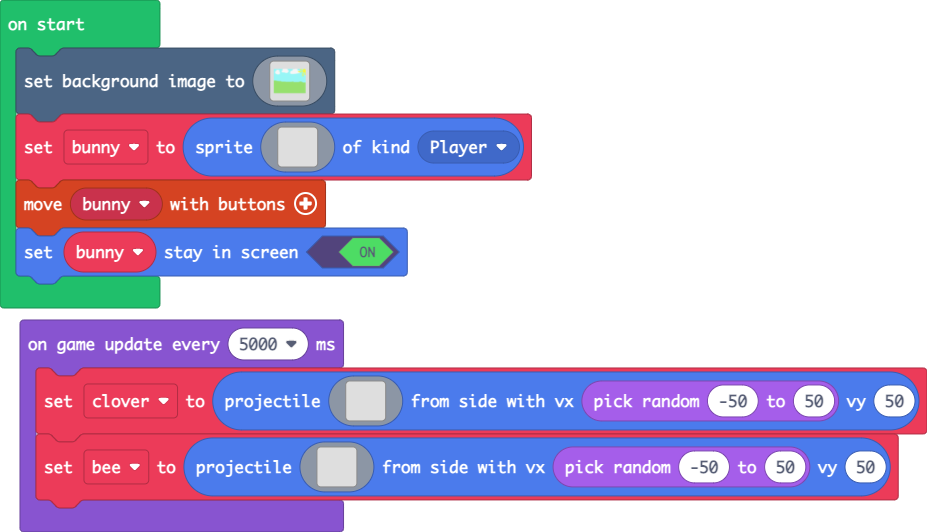 on start
set background image to
set bunny to sprite of kind Player
move bunny with buttons
set bunny stay in screen ON
on game update every 5000 ms
set clover to projectile from side with vx pick random -50 to 50 vy 50
set bee to projectile from side with vx pick random -50 to 50 vy 50